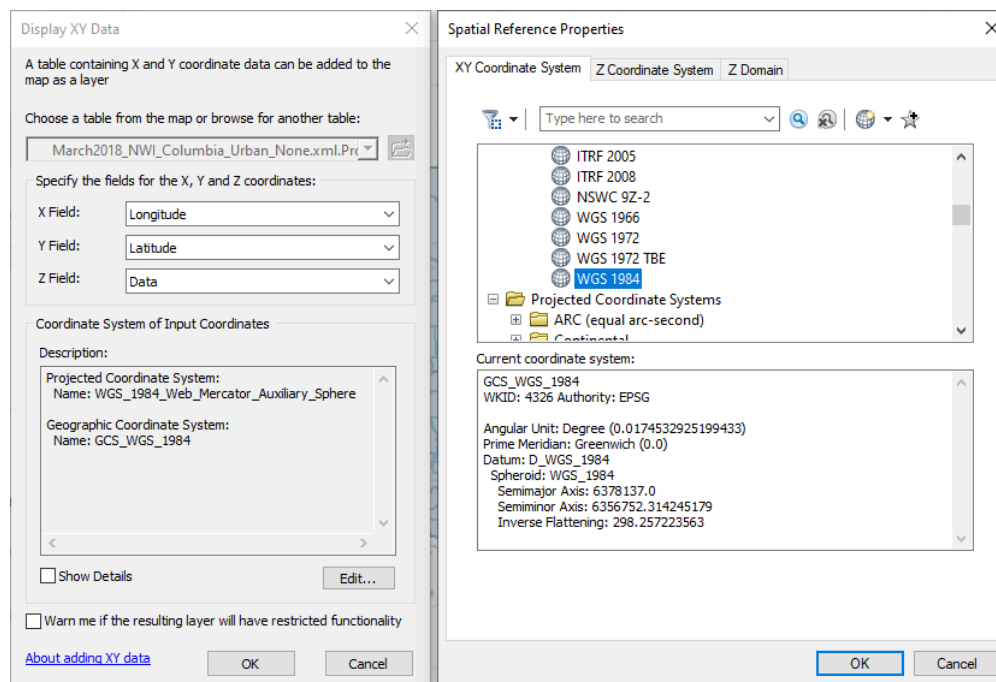 Display XY Data
A table containing X and Y coordinate data can be added to the
map as a layer
Choose a table from the map or browse for another table:
March2018_NWI_Columbia_Urban_None.xml.Pr
Specify the fields for the X, Y and Z coordinates:
X Field:
Longitude
Y Field:
Latitude
Z Field:
Data
Coordinate System of Input Coordinates
Description:
Projected Coordinate System:
Name: WGS_1984_Web_Mercator_Auxiliary_Sphere
Geographic Coordinate System:
Name: GCS_WGS_1984
Show Details
Edit...
Warn me if the resulting layer will have restricted functionality
About adding XY data
OK
Cancel
Spatial Reference Properties
XY Coordinate System
Z Coordinate System
Z Domain
Type here to search
ITRF 2005
ITRF 2008
NSWC 9Z-2
WGS 1966
WGS 1972
WGS 1972 TBE
WGS 1984
Projected Coordinate Systems
ARC (equal arc-second)
Continental
Current coordinate system:
GCS_WGS_1984
WKID: 4326 Authority: EPSG
Angular Unit: Degree (0.0174532925199433)
Prime Meridian: Greenwich (0.0)
Datum: D_WGS_1984
Spheroid: WGS_1984
Semimajor Axis: 6378137.0
Semiminor Axis: 6356752.314245179
Inverse Flattening: 298.257223563
OK
Cancel